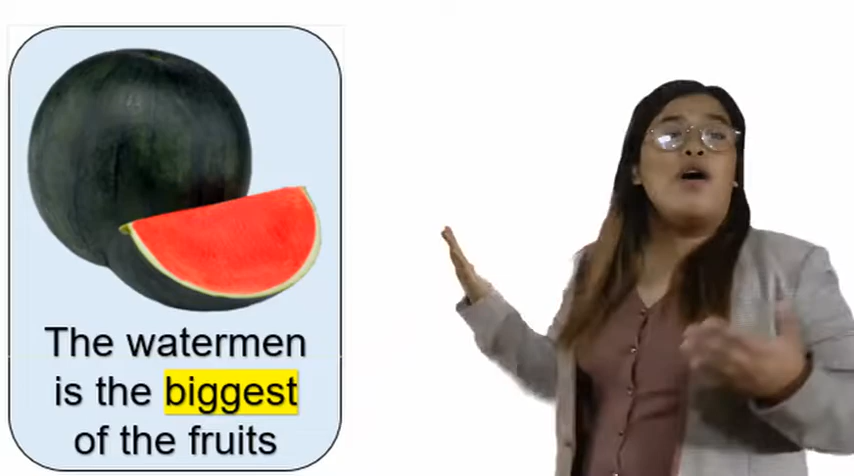 The watermen
is the biggest
of the fruits